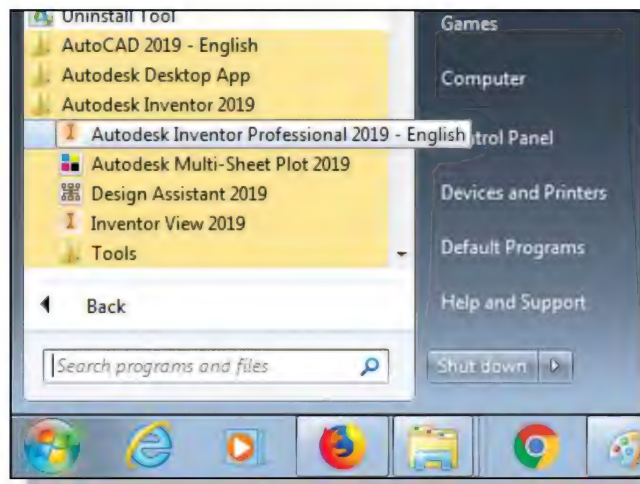 Uninstall Tool
AutoCAD 2019 - English
Autodesk Desktop App
Autodesk Inventor 2019
Autodesk Inventor Professional 2019 - English
Autodesk Multi-Sheet Plot 2019
Design Assistant 2019
Inventor View 2019
Tools
Back
Search programs and files
Games
Computer
trol Panel
Devices and Printers
Default Programs
Help and Support
Shut down